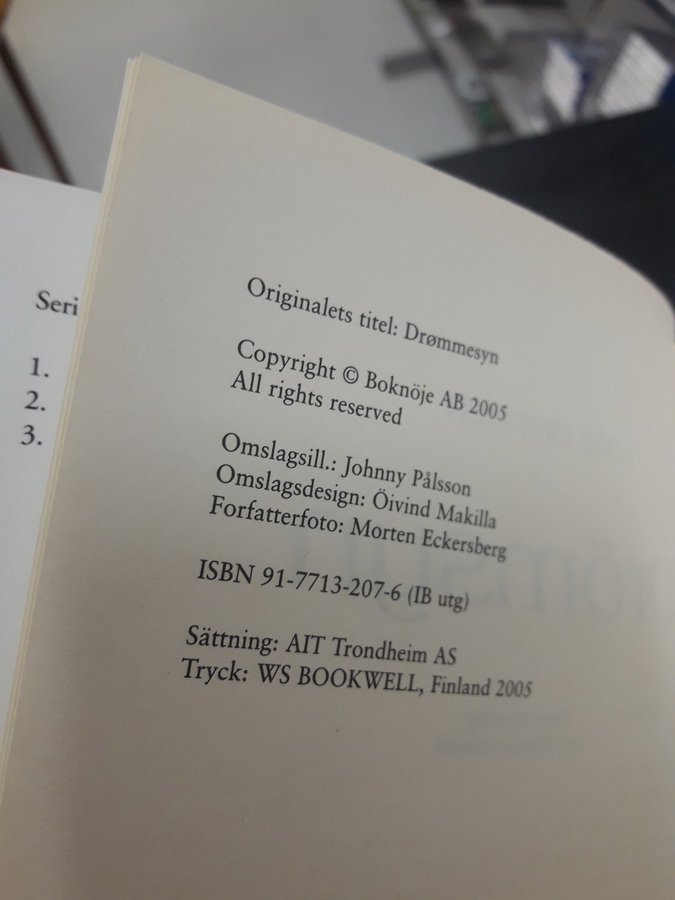 Seri
1.
2.
3.
Originalets titel: Drømmesyn
Copyright © Boknöje AB 2005
All rights reserved
Omslagsill.: Johnny Pålsson
Omslagsdesign: Öivind Makilla
Forfatterfoto: Morten Eckersberg
ISBN 91-7713-207-6 (IB utg)
Sättning: AIT Trondheim AS
Tryck: WS BOOKWELL, Finland 2005